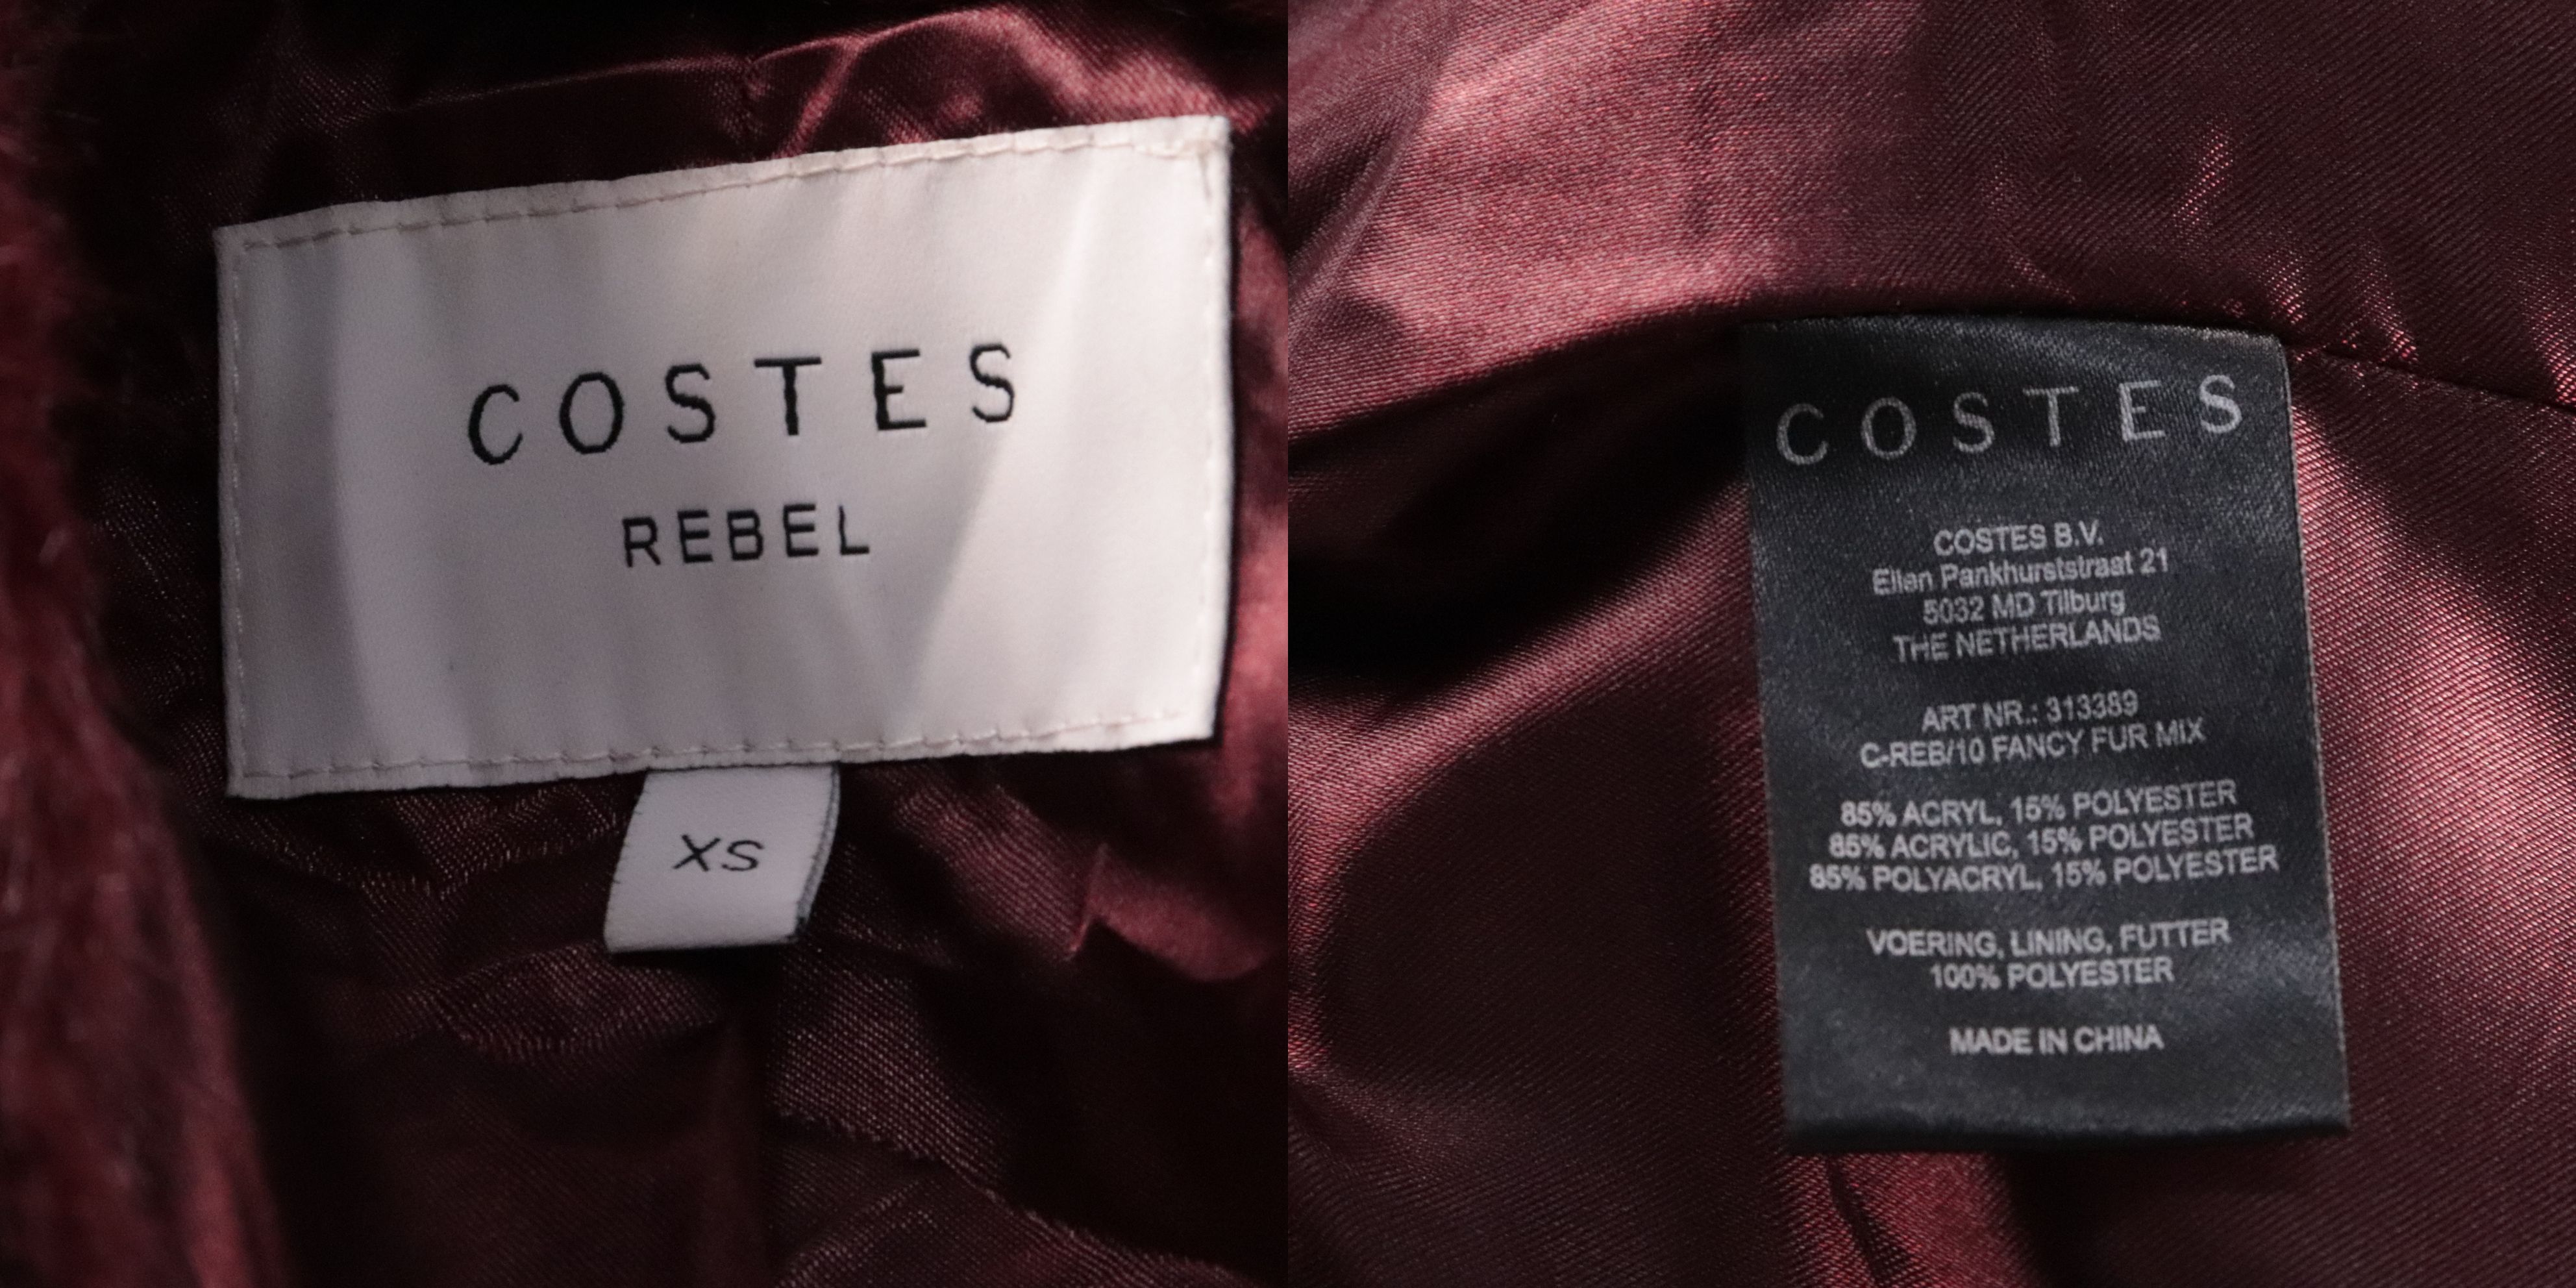 COSTES
REBEL
XS
COSTES
COSTES B.V.
Ellen Pankhurststraat 21
5032 MD Tilburg
THE NETHERLANDS
ART NR.: 313389
C-REB/10 FANCY FUR MIX
85% ACRYL, 15% POLYESTER
85% ACRYLIC, 15% POLYESTER
85% POLYACRYL, 15% POLYESTER
VOERING, LINING, FUTTER
100% POLYESTER
MADE IN CHINA